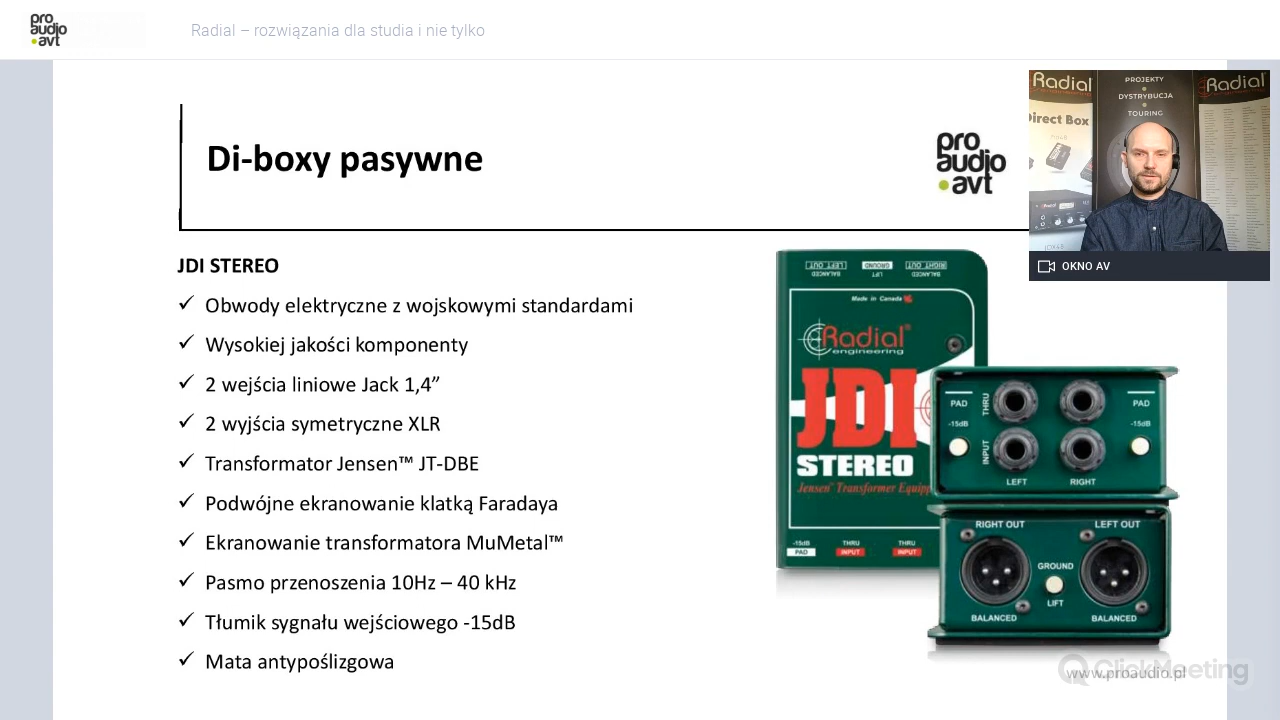 pro
audio
avt
Radial – rozwiązania dla studia i nie tylko
Di-boxy pasywne
pro
audio
avt
Radial
PROJEKTY
DYSTRYBUCJA
TOURING
Radial
Direct Box
OKNO AV
JDI STEREO
Obwody elektryczne z wojskowymi standardami
Wysokiej jakości komponenty
2 wejścia liniowe Jack 1,4”
2 wyjścia symetryczne XLR
Transformator Jensen™ JT-DBE
Podwójne ekranowanie klatką Faradaya
Ekranowanie transformatora MuMetal™
Pasmo przenoszenia 10Hz – 40 kHz
Tłumik sygnału wejściowego -15dB
Mata antypoślizgowa
BALANCED LEFT OUT
GROUND LIFT
BALANCED RIGHT OUT
Made in Canada
Radial®
engineering
JDI
STEREO
Jensen™ Transformer Equipp
-15dB THRU THRU
PAD INPUT INPUT
PAD THRU PAD
-15dB -15dB
INPUT
LEFT RIGHT
RIGHT OUT LEFT OUT
GROUND
LIFT
BALANCED BALANCED
ClickMeeting
www.proaudio.pl